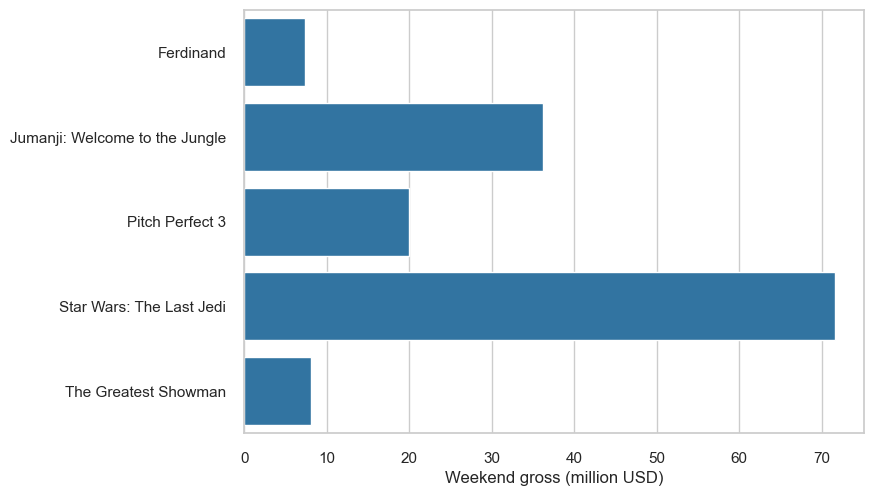 Ferdinand
Jumanji: Welcome to the Jungle
Pitch Perfect 3
Star Wars: The Last Jedi
The Greatest Showman
0 10 20 30 40 50 60 70
Weekend gross (million USD)